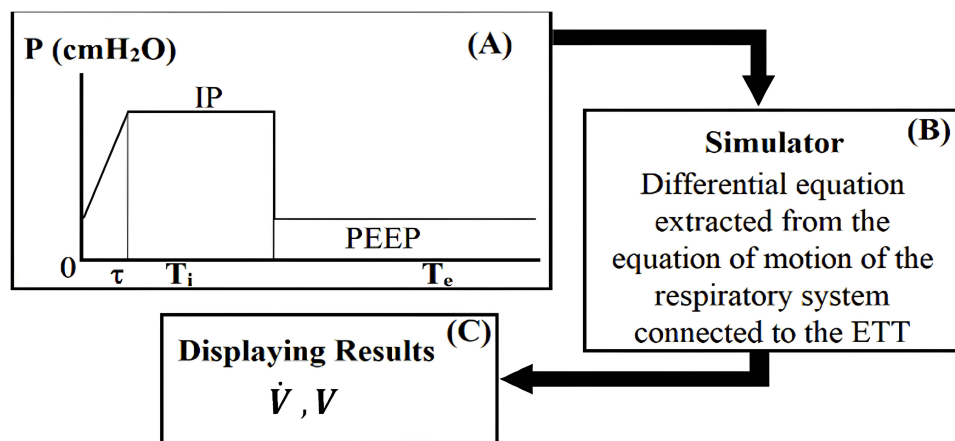 (A)
P (cmH₂O)
IP
PEEP
0
τ
Tᵢ
Tₑ
(B)
Simulator
Differential equation
extracted from the
equation of motion of the
respiratory system
connected to the ETT
(C)
Displaying Results
V̇ , V